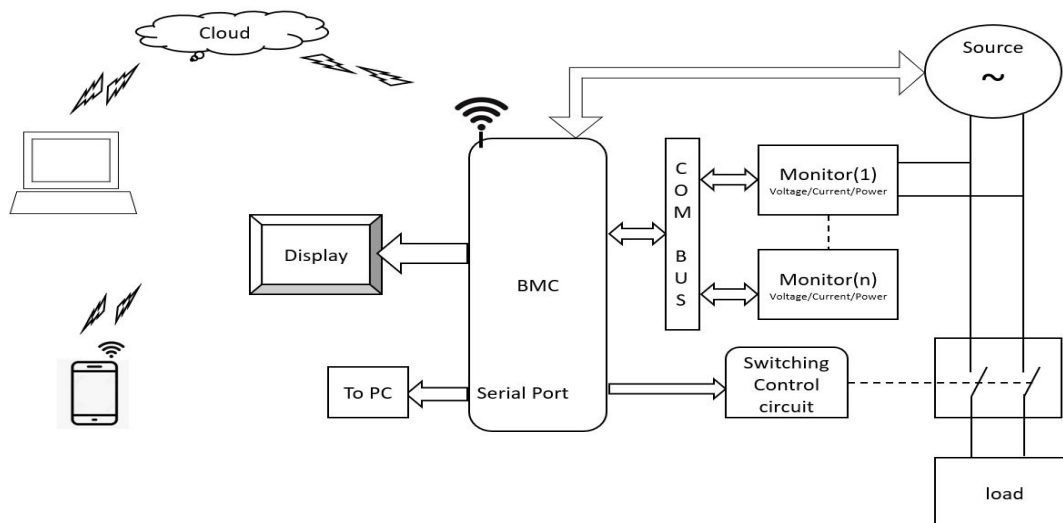 Cloud
Source
~
Monitor(1)
Voltage/Current/Power
C
O
M
B
U
S
Display
BMC
Monitor(n)
Voltage/Current/Power
Switching
Control
circuit
To PC
Serial Port
load